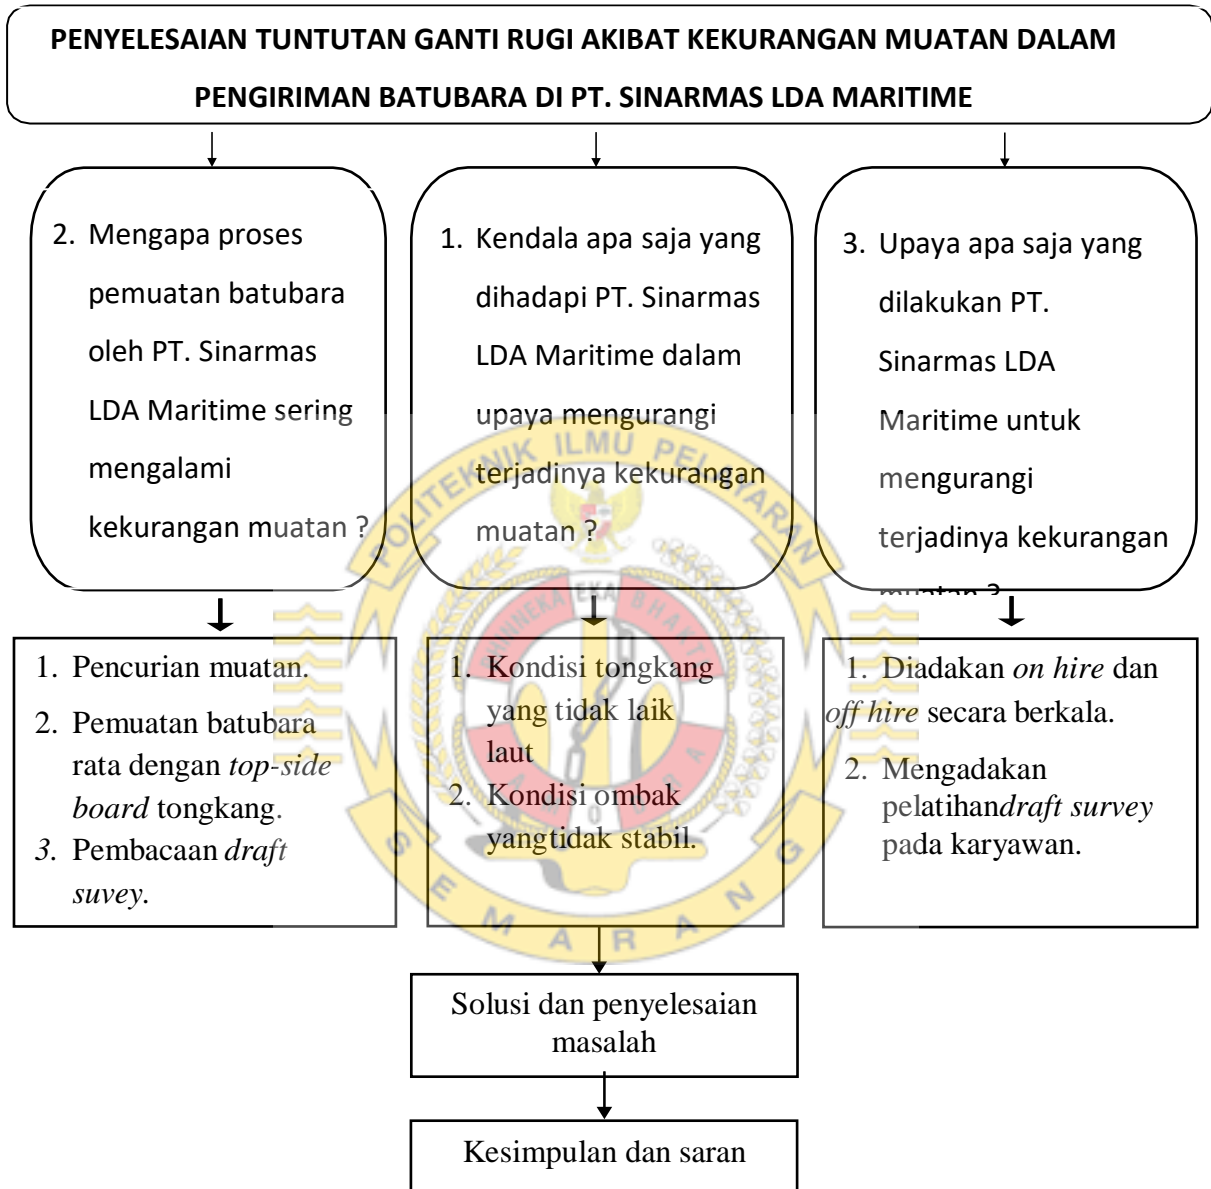 PENYELESAIAN TUNTUTAN GANTI RUGI AKIBAT KEKURANGAN MUATAN DALAM
PENGIRIMAN BATUBARA DI PT. SINARMAS LDA MARITIME
2. Mengapa proses
pemuatan batubara
oleh PT. Sinarmas
LDA Maritime sering
mengalami
kekurangan muatan ?
1. Kendala apa saja yang
dihadapi PT. Sinarmas
LDA Maritime dalam
upaya mengurangi
terjadinya kekurangan
muatan ?
3. Upaya apa saja yang
dilakukan PT.
Sinarmas LDA
Maritime untuk
mengurangi
terjadinya kekurangan
muatan ?
1. Pencurian muatan.
2. Pemuatan batubara
rata dengan top-side
board tongkang.
3. Pembacaan draft
suvey.
1. Kondisi tongkang
yang tidak laik
laut
2. Kondisi ombak
yangtidak stabil.
1. Diadakan on hire dan
off hire secara berkala.
2. Mengadakan
pelatihandraft survey
pada karyawan.
POLITEKNIK ILMU PELAYARAN
SEMARANG
Solusi dan penyelesaian
masalah
Kesimpulan dan saran